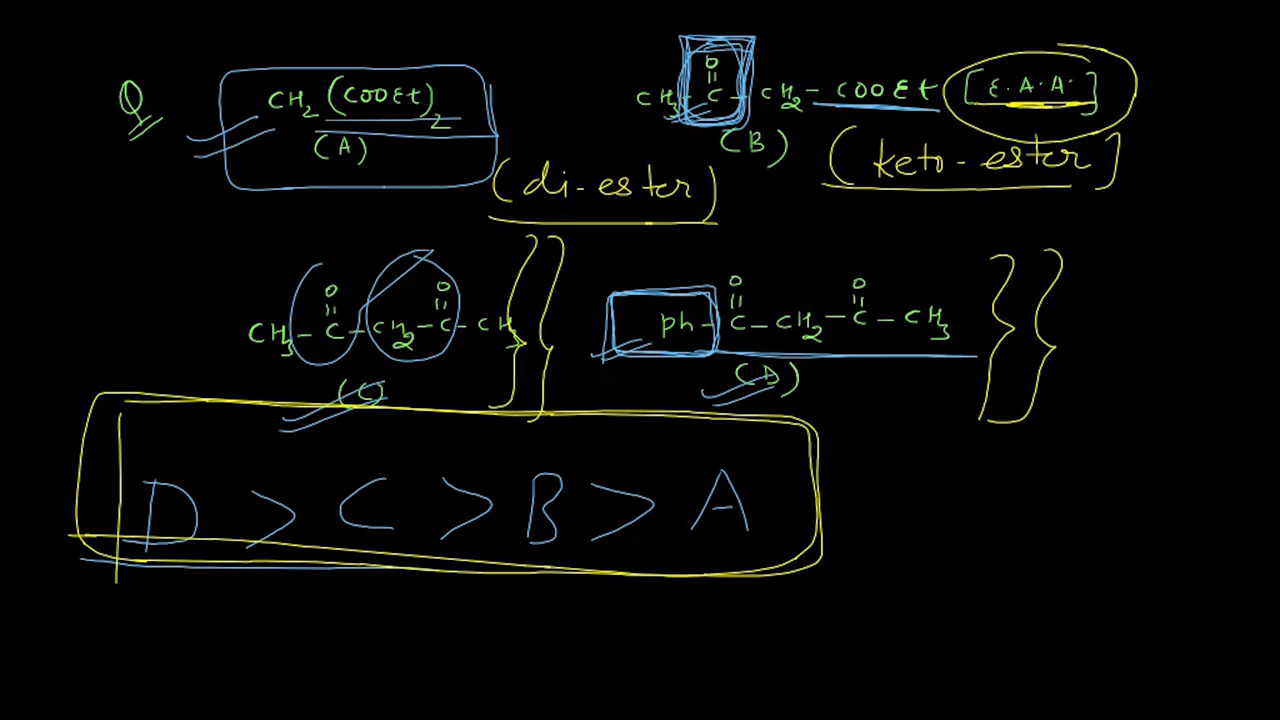 Q
CH2(COOEt)2
(A)
O
CH3-C-CH2-COOEt [E.A.A.]
(B)
(keto-ester)
(di-ester)
O O
CH3-C-CH2-C-CH3
(C)
O O
ph-C-CH2-C-CH3
(D)
D > C > B > A